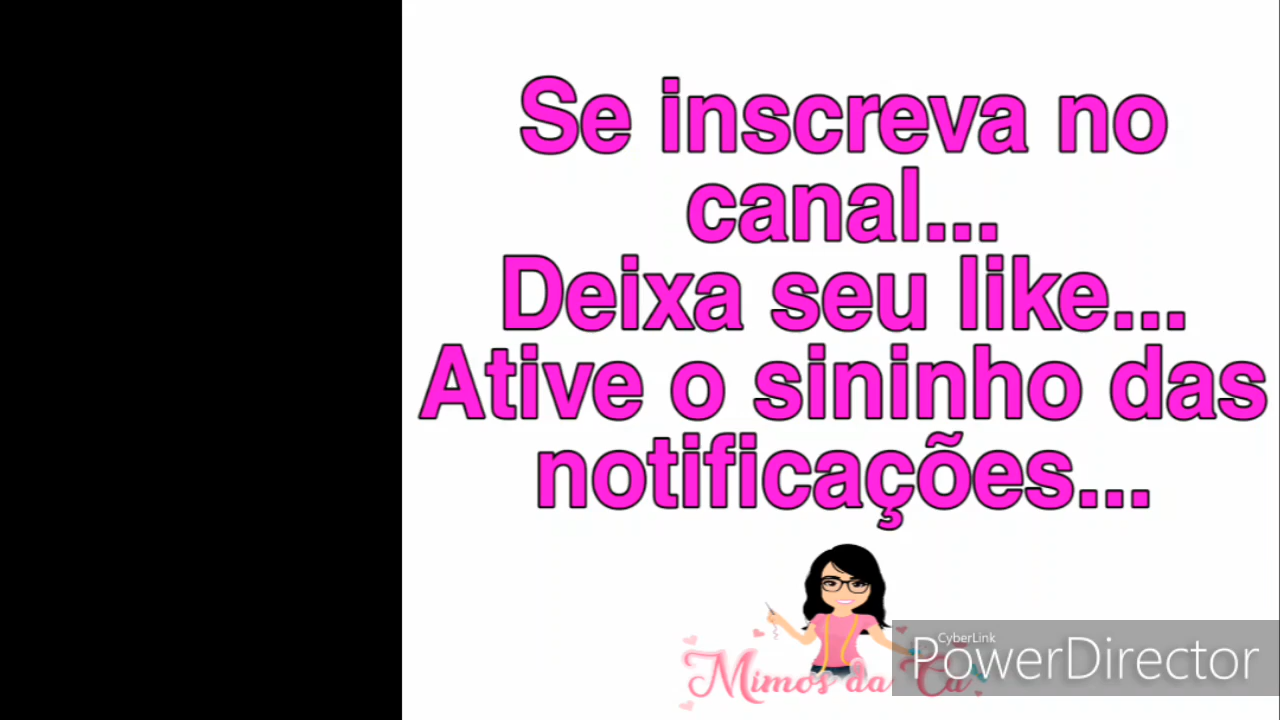 Se inscreva no
canal...
Deixa seu like...
Ative o sininho das
notificações...
CyberLink
PowerDirector
Mimos da